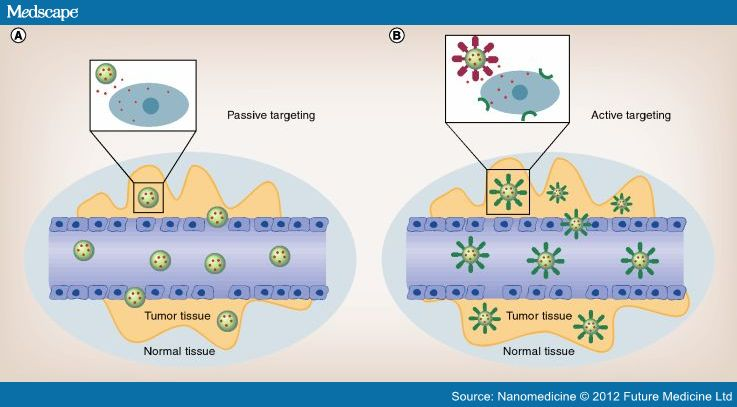 Medscape
A
B
Passive targeting
Active targeting
Tumor tissue
Normal tissue
Tumor tissue
Normal tissue
Source: Nanomedicine © 2012 Future Medicine Ltd